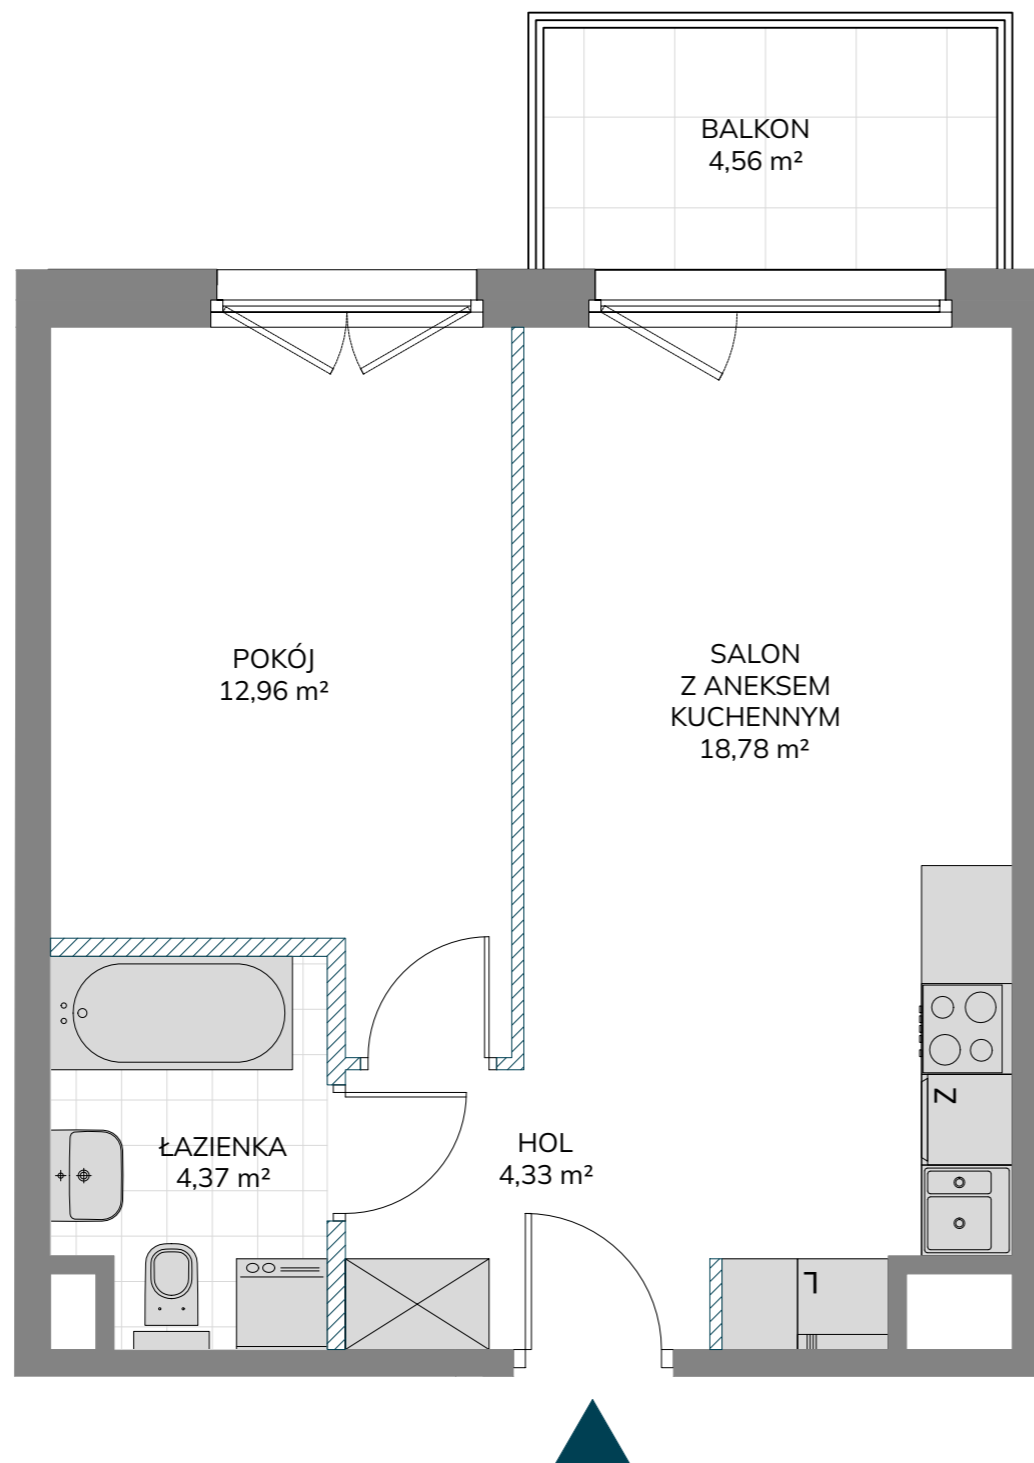 BALKON
4,56 m²
POKÓJ
12,96 m²
SALON
Z ANEKSEM
KUCHENNYM
18,78 m²
Z
ŁAZIENKA
4,37 m²
HOL
4,33 m²
L